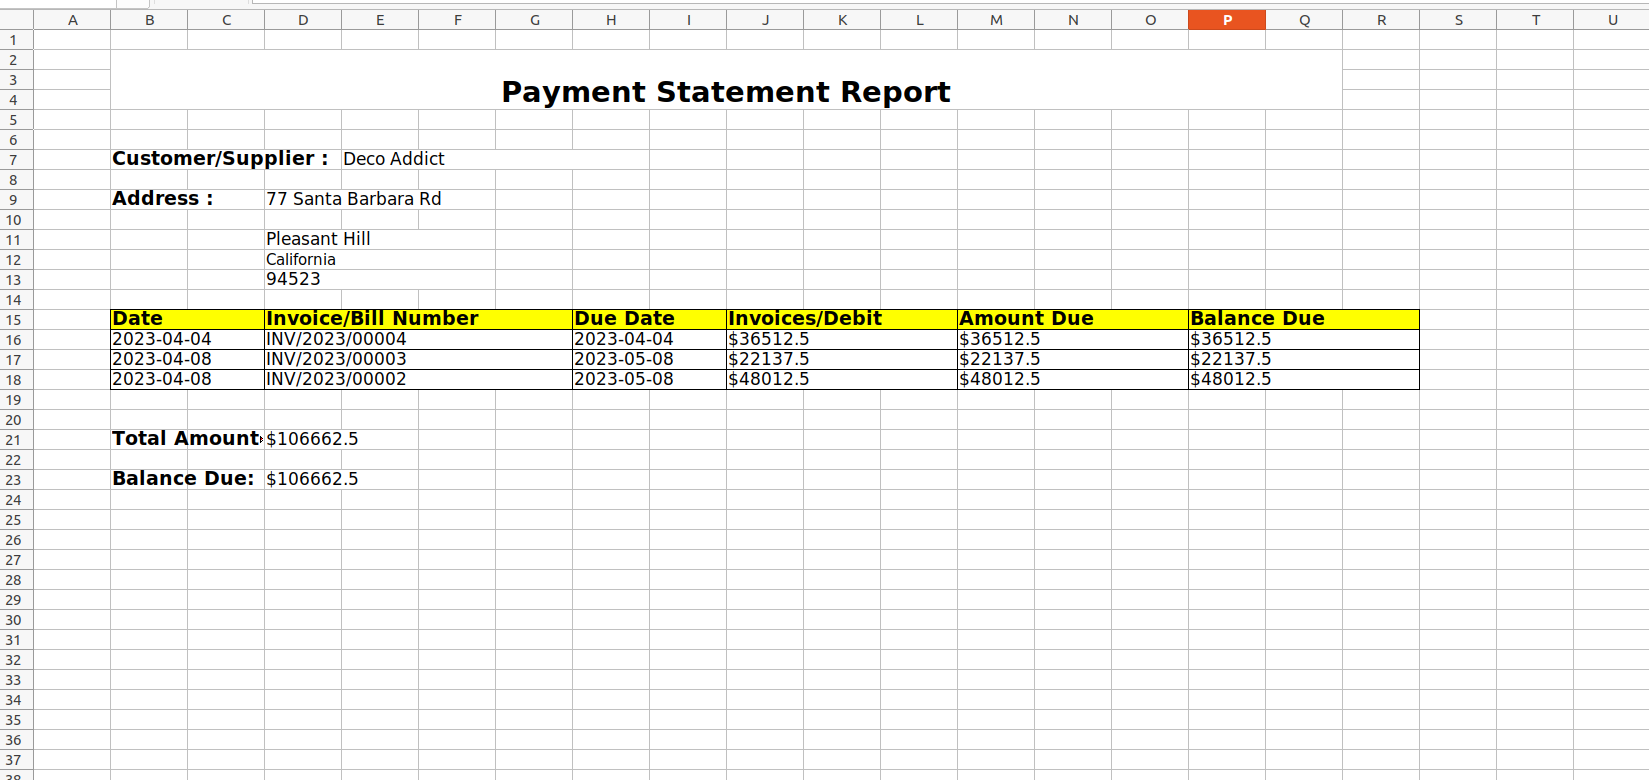 A B C D E F G H I J K L M N O P Q R S T U
1
2
3
4
Payment Statement Report
5
6
7 Customer/Supplier : Deco Addict
8
9 Address : 77 Santa Barbara Rd
10
11 Pleasant Hill
12 California
13 94523
14
15 Date Invoice/Bill Number Due Date Invoices/Debit Amount Due Balance Due
16 2023-04-04 INV/2023/00004 2023-04-04 $36512.5 $36512.5 $36512.5
17 2023-04-08 INV/2023/00003 2023-05-08 $22137.5 $22137.5 $22137.5
18 2023-04-08 INV/2023/00002 2023-05-08 $48012.5 $48012.5 $48012.5
19
20
21 Total Amount $106662.5
22
23 Balance Due: $106662.5
24
25
26
27
28
29
30
31
32
33
34
35
36
37
38